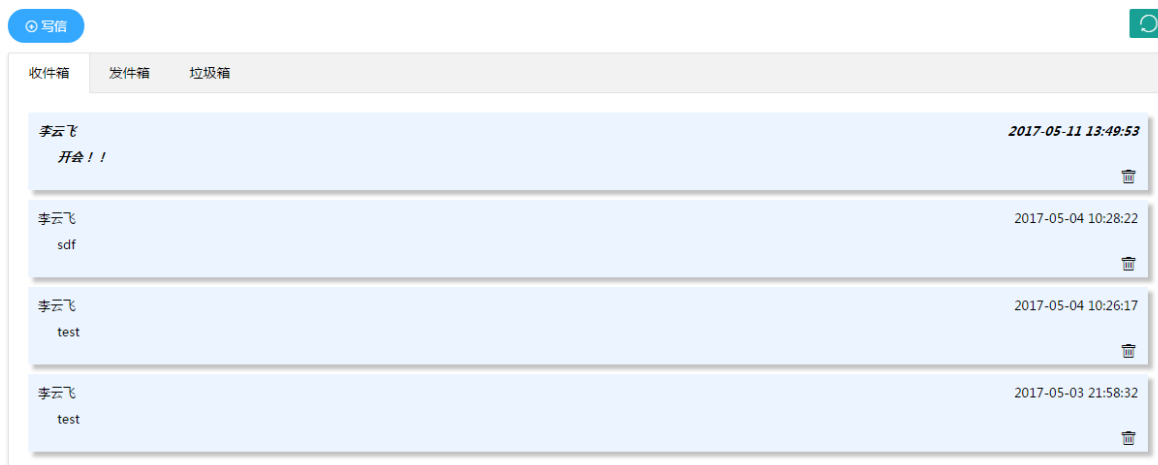 写信
收件箱 发件箱 垃圾箱
李云飞 2017-05-11 13:49:53
开会！！
李云飞 2017-05-04 10:28:22
sdf
李云飞 2017-05-04 10:26:17
test
李云飞 2017-05-03 21:58:32
test